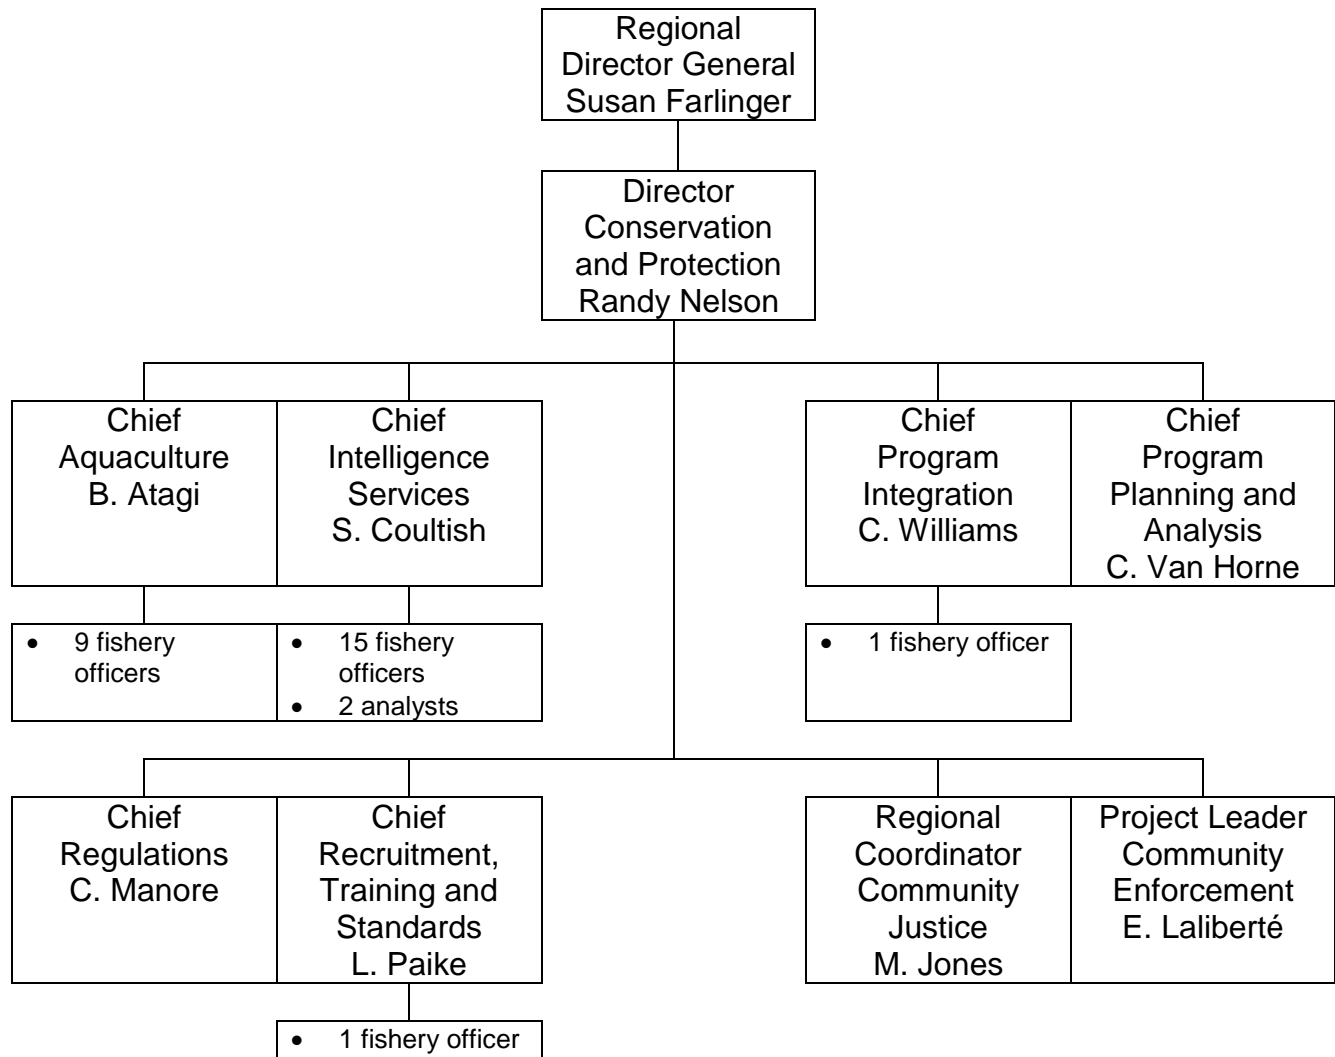 Regional
Director General
Susan Farlinger
Director
Conservation
and Protection
Randy Nelson
Chief
Aquaculture
B. Atagi
Chief
Intelligence
Services
S. Coultish
Chief
Program
Integration
C. Williams
Chief
Program
Planning and
Analysis
C. Van Horne
• 9 fishery
officers
• 15 fishery
officers
• 2 analysts
• 1 fishery officer
Chief
Regulations
C. Manore
Chief
Recruitment,
Training and
Standards
L. Paike
Regional
Coordinator
Community
Justice
M. Jones
Project Leader
Community
Enforcement
E. Laliberté
• 1 fishery officer